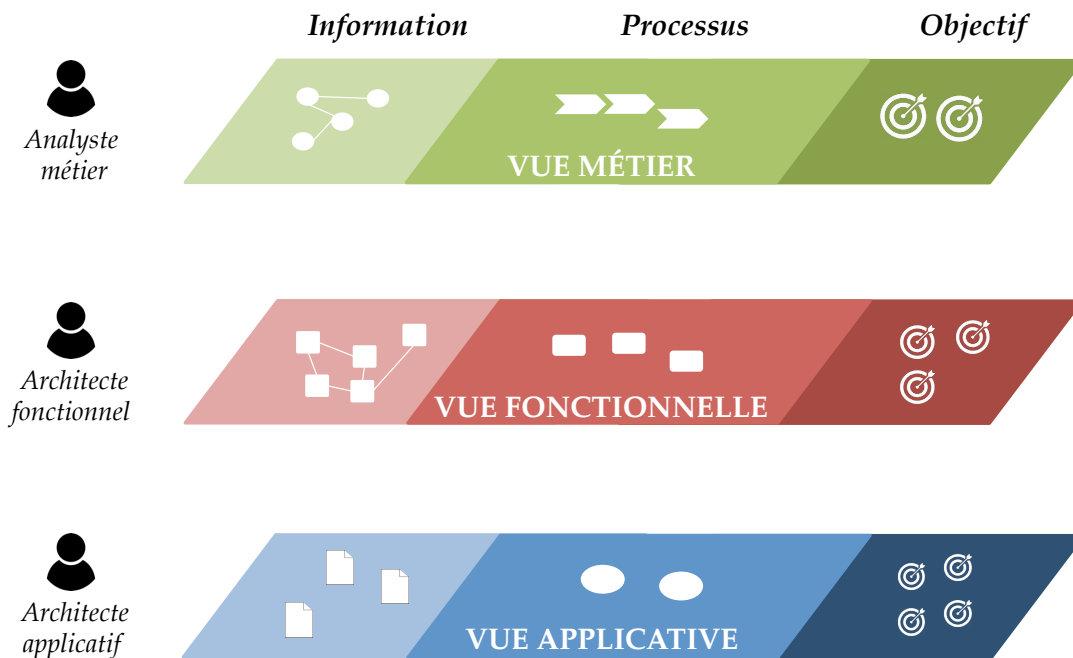 Information Processus Objectif
Analyste
métier
VUE MÉTIER
Architecte
fonctionnel
VUE FONCTIONNELLE
Architecte
applicatif
VUE APPLICATIVE